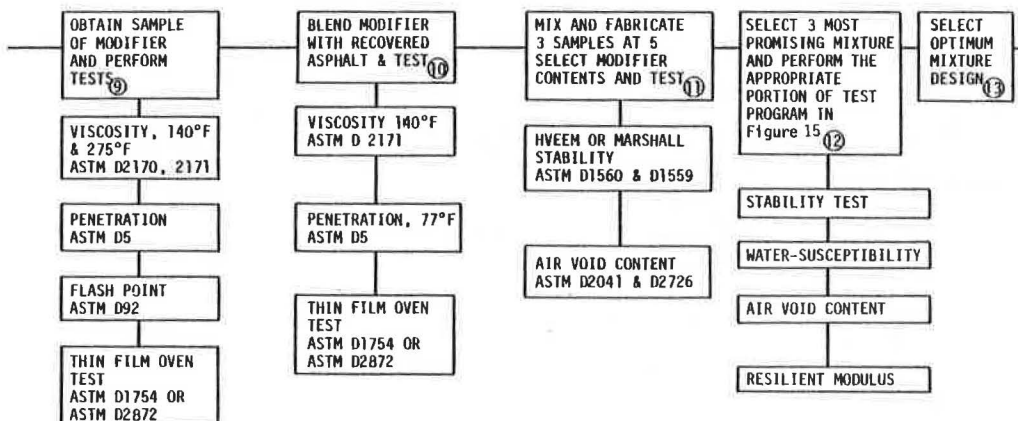 OBTAIN SAMPLE
OF MODIFIER
AND PERFORM
TESTS 9
VISCOSITY, 140°F
& 275°F
ASTM D2170, 2171
PENETRATION
ASTM D5
FLASH POINT
ASTM D92
THIN FILM OVEN
TEST
ASTM D1754 OR
ASTM D2872
BLEND MODIFIER
WITH RECOVERED
ASPHALT & TEST 10
VISCOSITY 140°F
ASTM D 2171
PENETRATION, 77°F
ASTM D5
THIN FILM OVEN
TEST
ASTM D1754 OR
ASTM D2872
MIX AND FABRICATE
3 SAMPLES AT 5
SELECT MODIFIER
CONTENTS AND TEST 11
HVEEM OR MARSHALL
STABILITY
ASTM D1560 & D1559
AIR VOID CONTENT
ASTM D2041 & D2726
SELECT 3 MOST
PROMISING MIXTURE
AND PERFORM THE
APPROPRIATE
PORTION OF TEST
PROGRAM IN
Figure 15 12
STABILITY TEST
WATER-SUSCEPTIBILITY
AIR VOID CONTENT
RESILIENT MODULUS
SELECT
OPTIMUM
MIXTURE
DESIGN 13